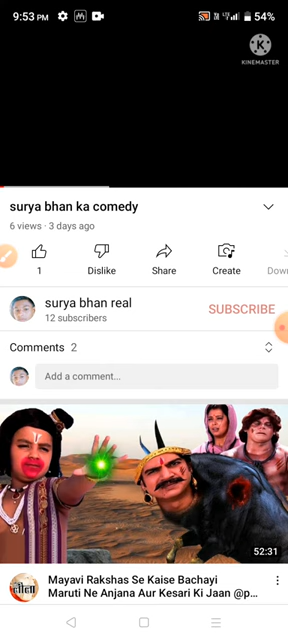 9:53 PM
54%
KINEMASTER
surya bhan ka comedy
6 views · 3 days ago
1
Dislike
Share
Create
Down
surya bhan real
12 subscribers
SUBSCRIBE
Comments 2
Add a comment...
52:31
Mayavi Rakshas Se Kaise Bachayi
Maruti Ne Anjana Aur Kesari Ki Jaan @p...